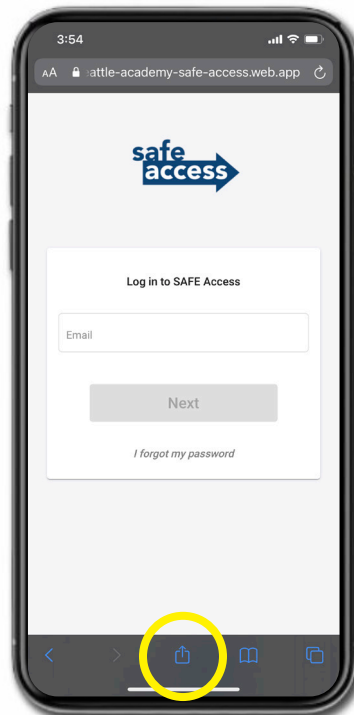 3:54
AA attle-academy-safe-access.web.app
safe
access
Log in to SAFE Access
Email
Next
I forgot my password